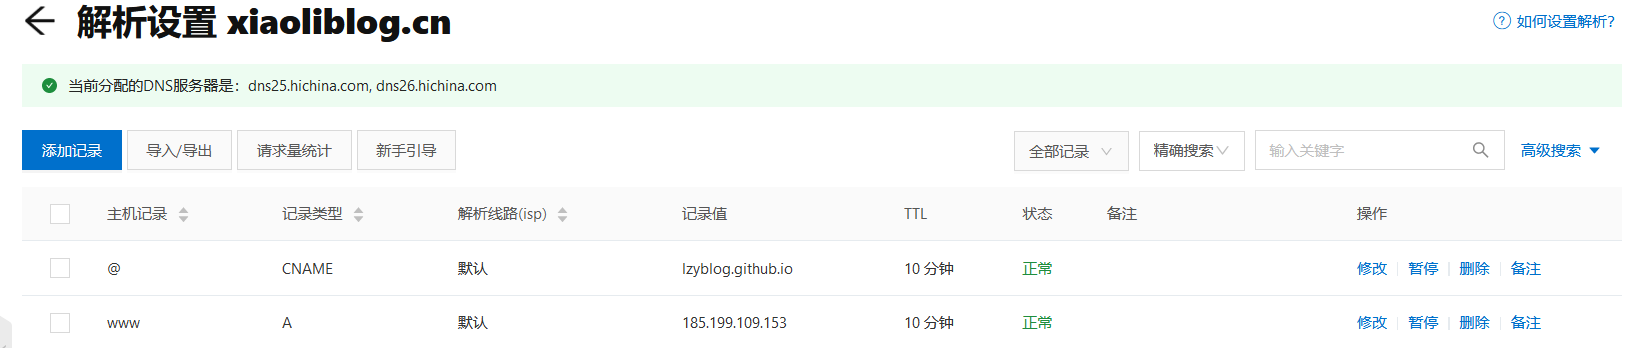 解析设置 xiaoliblog.cn
如何设置解析?
当前分配的DNS服务器是：dns25.hichina.com, dns26.hichina.com
添加记录 导入/导出 请求量统计 新手引导 全部记录 精确搜索 输入关键字 高级搜索
主机记录 记录类型 解析线路(isp) 记录值 TTL 状态 备注 操作
@ CNAME 默认 lzyblog.github.io 10 分钟 正常 修改 暂停 删除 备注
www A 默认 185.199.109.153 10 分钟 正常 修改 暂停 删除 备注